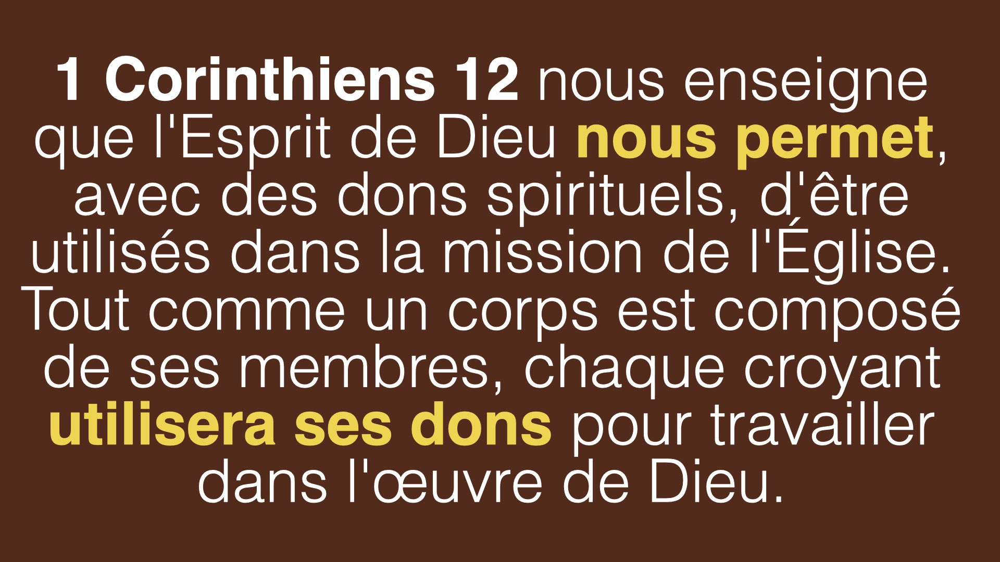 1 Corinthiens 12 nous enseigne
que l'Esprit de Dieu nous permet,
avec des dons spirituels, d'être
utilisés dans la mission de l'Église.
Tout comme un corps est composé
de ses membres, chaque croyant
utilisera ses dons pour travailler
dans l'œuvre de Dieu.